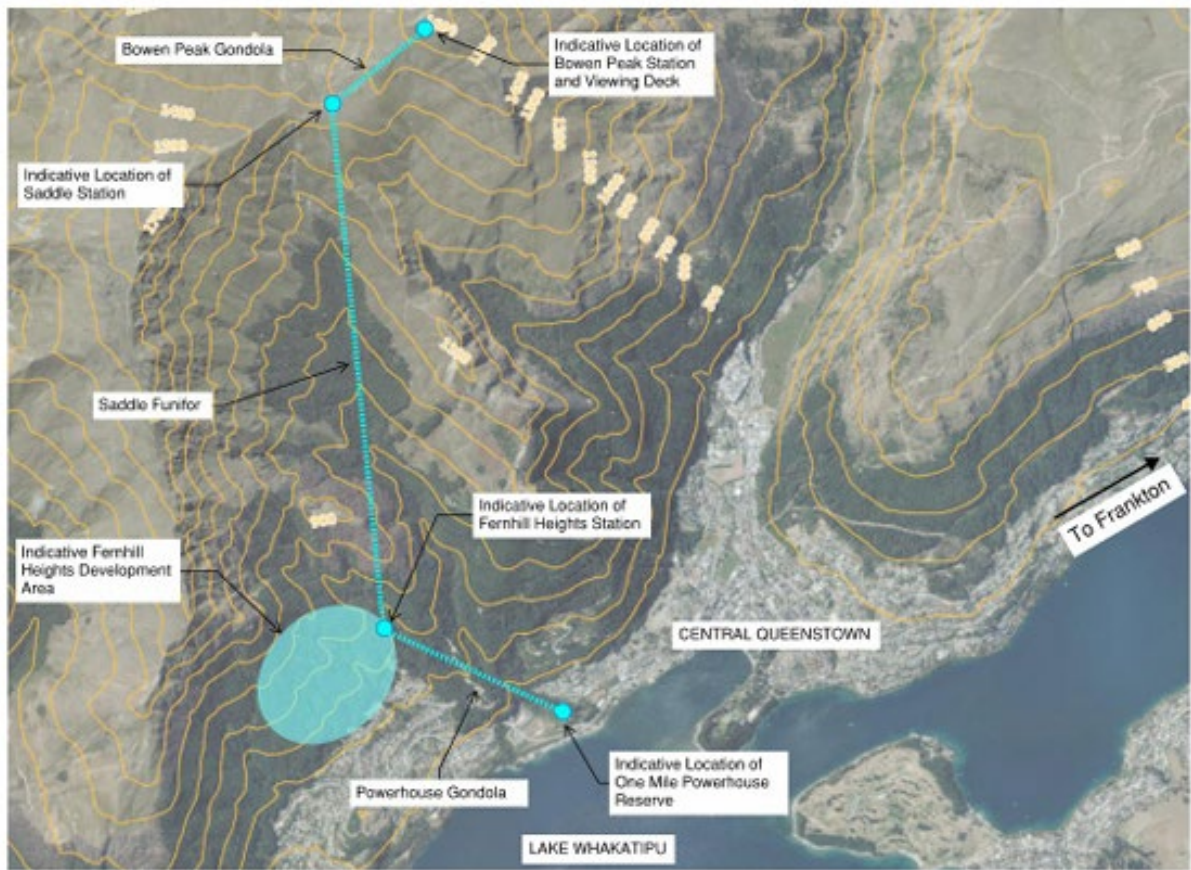 Bowen Peak Gondola
Indicative Location of
Bowen Peak Station
and Viewing Deck
1400
Indicative Location of
Saddle Station
Saddle Funifor
Indicative Location of
Fernhill Heights Station
900
To Frankton
Indicative Fernhill
Heights Development
Area
CENTRAL QUEENSTOWN
Indicative Location of
One Mile Powerhouse
Reserve
Powerhouse Gondola
LAKE WHAKATIPU